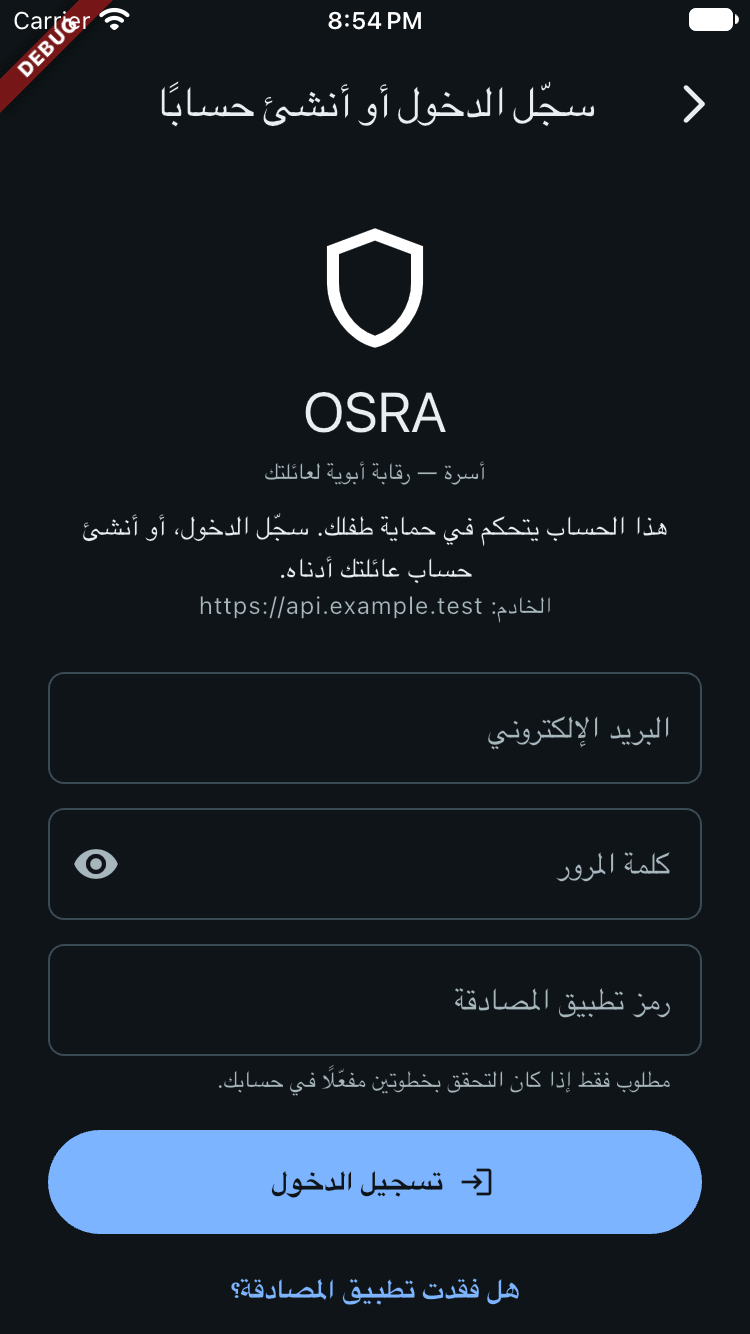 Carrier
8:54 PM
DEBUG
سجّل الدخول أو أنشئ حسابًا
OSRA
أسرة — رقابة أبوية لعائلتك
هذا الحساب يتحكم في حماية طفلك. سجّل الدخول، أو أنشئ
حساب عائلتك أدناه.
الخادم: https://api.example.test
البريد الإلكتروني
كلمة المرور
رمز تطبيق المصادقة
مطلوب فقط إذا كان التحقق بخطوتين مفعّلًا في حسابك.
تسجيل الدخول
هل فقدت تطبيق المصادقة؟